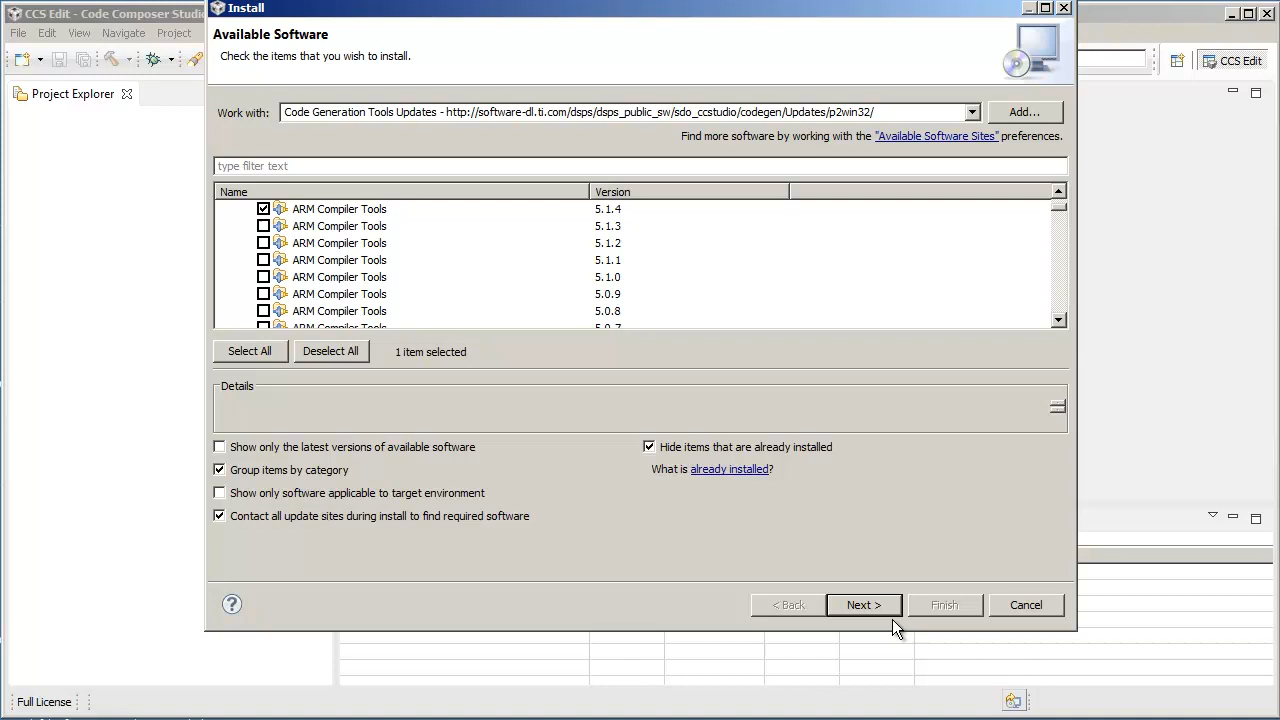 CCS Edit - Code Composer Studio
Install
File Edit View Navigate Project
Available Software
Check the items that you wish to install.
CCS Edit
Project Explorer
Work with: Code Generation Tools Updates - http://software-dl.ti.com/dsps/dsps_public_sw/sdo_ccstudio/codegen/Updates/p2win32/ Add...
Find more software by working with the "Available Software Sites" preferences.
type filter text
Name Version
ARM Compiler Tools 5.1.4
ARM Compiler Tools 5.1.3
ARM Compiler Tools 5.1.2
ARM Compiler Tools 5.1.1
ARM Compiler Tools 5.1.0
ARM Compiler Tools 5.0.9
ARM Compiler Tools 5.0.8
ARM Compiler Tools 5.0.7
Select All Deselect All 1 item selected
Details
Show only the latest versions of available software Hide items that are already installed
Group items by category What is already installed?
Show only software applicable to target environment
Contact all update sites during install to find required software
? < Back Next > Finish Cancel
Full License